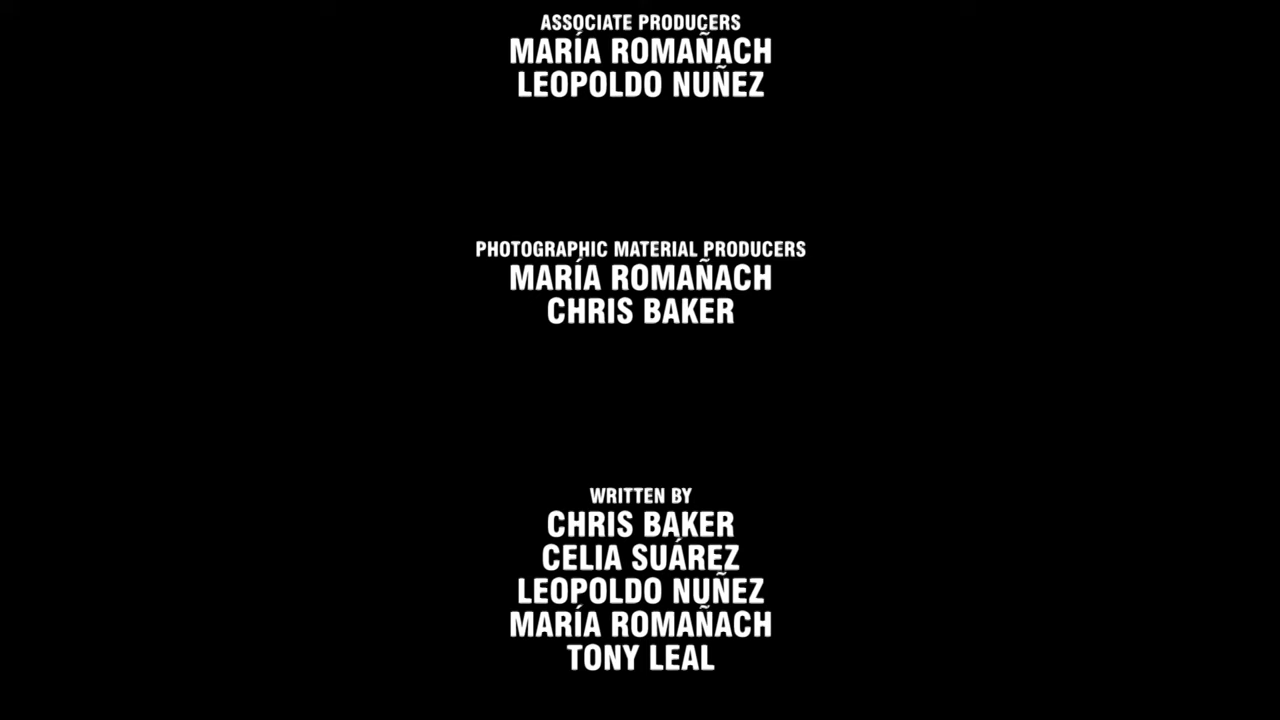 ASSOCIATE PRODUCERS
MARÍA ROMAÑACH
LEOPOLDO NUÑEZ
PHOTOGRAPHIC MATERIAL PRODUCERS
MARÍA ROMAÑACH
CHRIS BAKER
WRITTEN BY
CHRIS BAKER
CELIA SUÁREZ
LEOPOLDO NUÑEZ
MARÍA ROMAÑACH
TONY LEAL